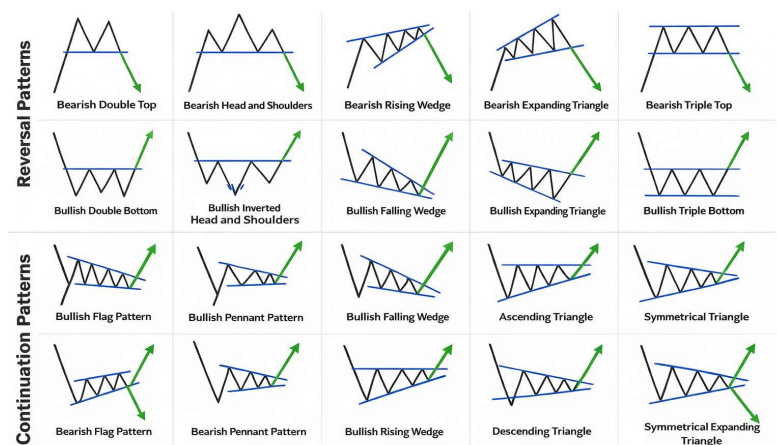 Reversal Patterns
Bearish Double Top
Bearish Head and Shoulders
Bearish Rising Wedge
Bearish Expanding Triangle
Bearish Triple Top
Bullish Double Bottom
Bullish Inverted
Head and Shoulders
Bullish Falling Wedge
Bullish Expanding Triangle
Bullish Triple Bottom
Continuation Patterns
Bullish Flag Pattern
Bullish Pennant Pattern
Bullish Falling Wedge
Ascending Triangle
Symmetrical Triangle
Bearish Flag Pattern
Bearish Pennant Pattern
Bullish Rising Wedge
Descending Triangle
Symmetrical Expanding
Triangle